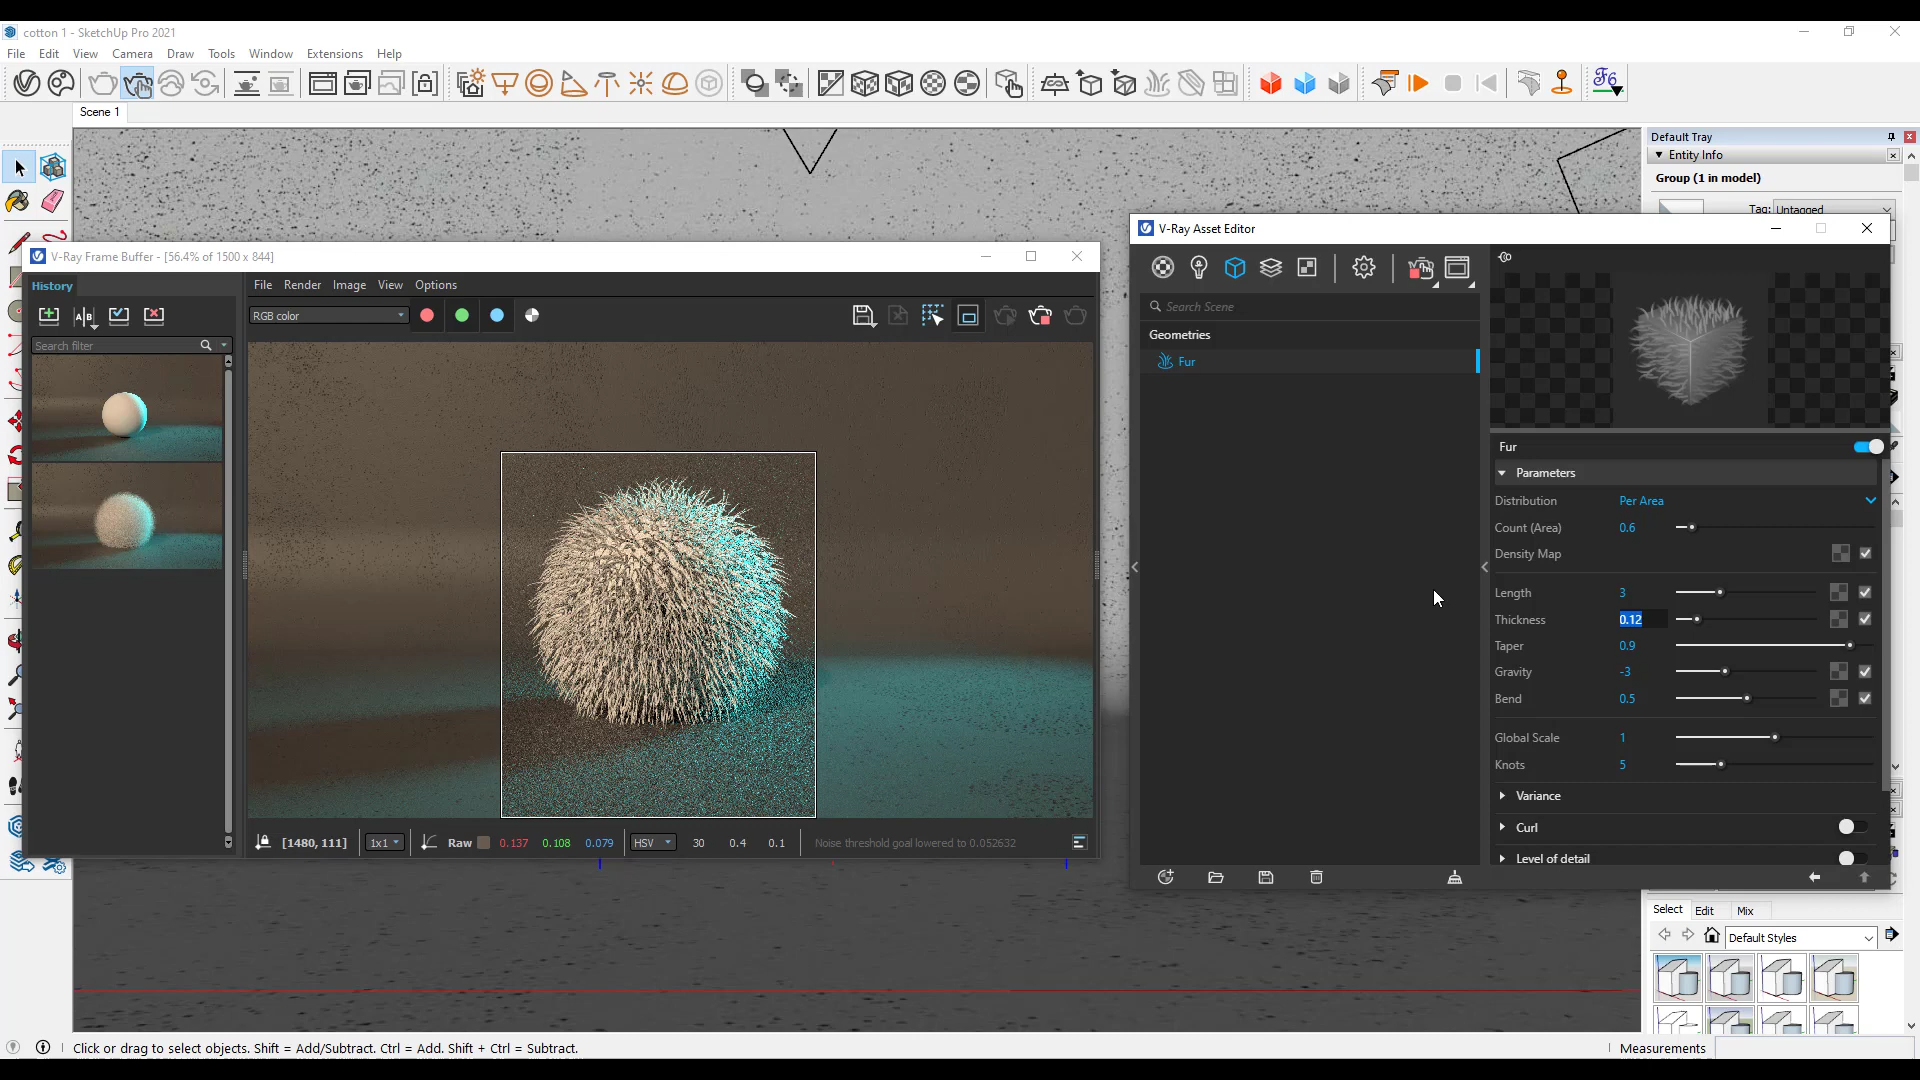 cotton 1 - SketchUp Pro 2021
File Edit View Camera Draw Tools Window Extensions Help
Scene 1
Default Tray
Entity Info
Group (1 in model)
Tag: Untagged
V-Ray Frame Buffer - [56.4% of 1500 x 844]
History
File Render Image View Options
A B
RGB color
Search filter
[1480, 111]
1x1
Raw
0.137 0.108 0.079
HSV
30 0.4 0.1
Noise threshold goal lowered to 0.052632
V-Ray Asset Editor
Search Scene
Geometries
Fur
Fur
Parameters
Distribution Per Area
Count (Area) 0.6
Density Map
Length 3
Thickness 0.12
Taper 0.9
Gravity -3
Bend 0.5
Global Scale 1
Knots 5
Variance
Curl
Level of detail
Select Edit Mix
Default Styles
Click or drag to select objects. Shift = Add/Subtract. Ctrl = Add. Shift + Ctrl = Subtract.
Measurements